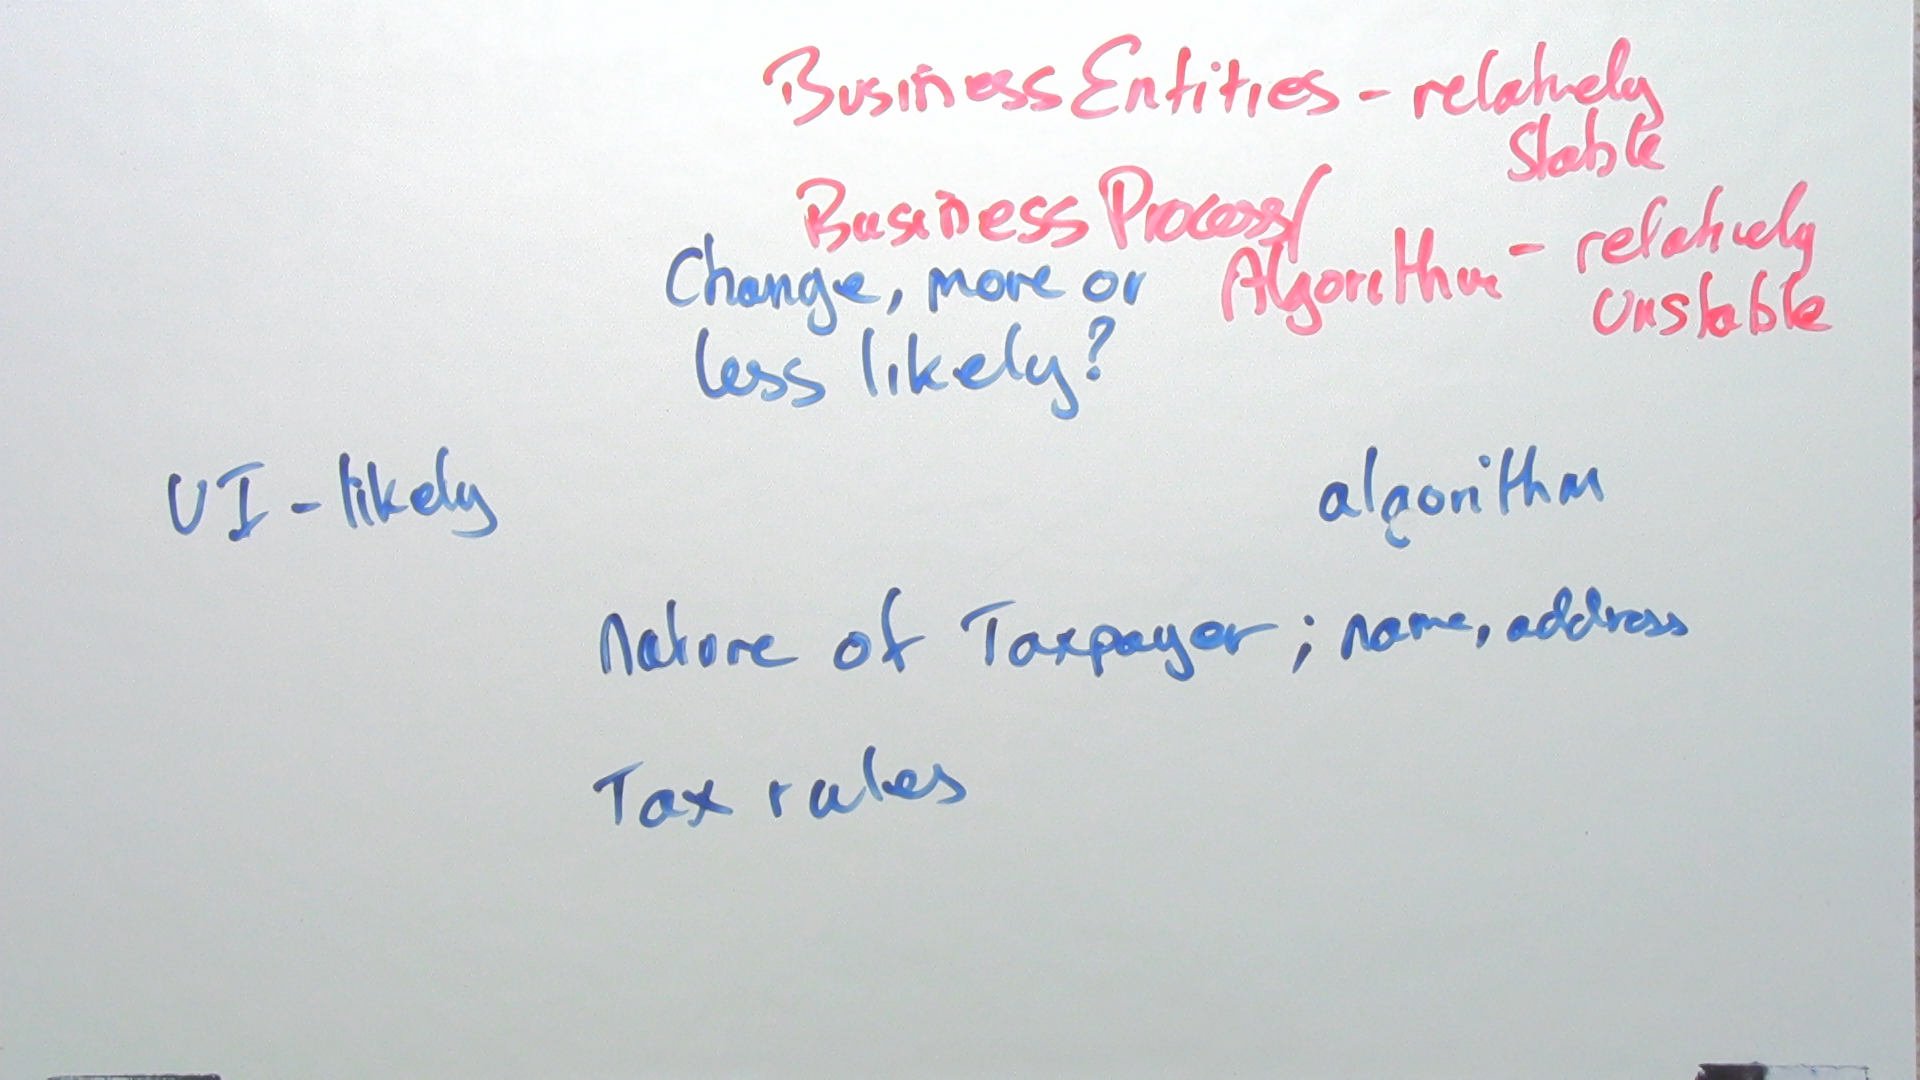 Business Entities - relatively
stable
Business Process/
Algorithm - relatively
unstable
Change, more or
less likely?
UI - likely
algorithm
Nature of Taxpayer; name, address
Tax rates